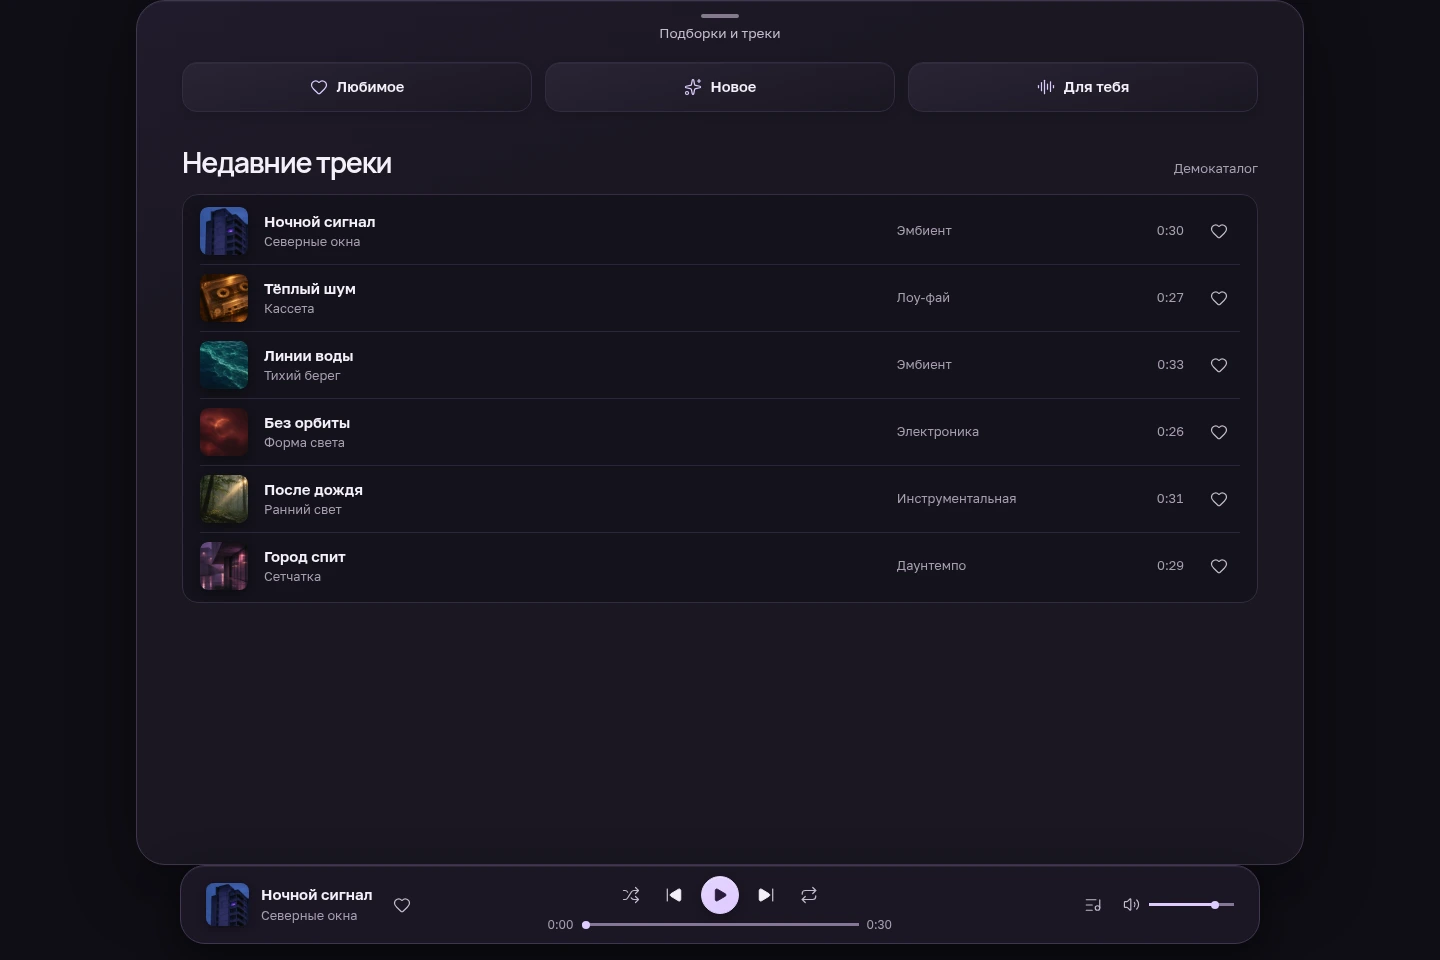 Подборки и треки
Любимое
Новое
Для тебя
Недавние треки
Демокаталог
Ночной сигнал
Северные окна
Эмбиент
0:30
Тёплый шум
Кассета
Лоу-фай
0:27
Линии воды
Тихий берег
Эмбиент
0:33
Без орбиты
Форма света
Электроника
0:26
После дождя
Ранний свет
Инструментальная
0:31
Город спит
Сетчатка
Даунтемпо
0:29
Ночной сигнал
Северные окна
0:00
0:30